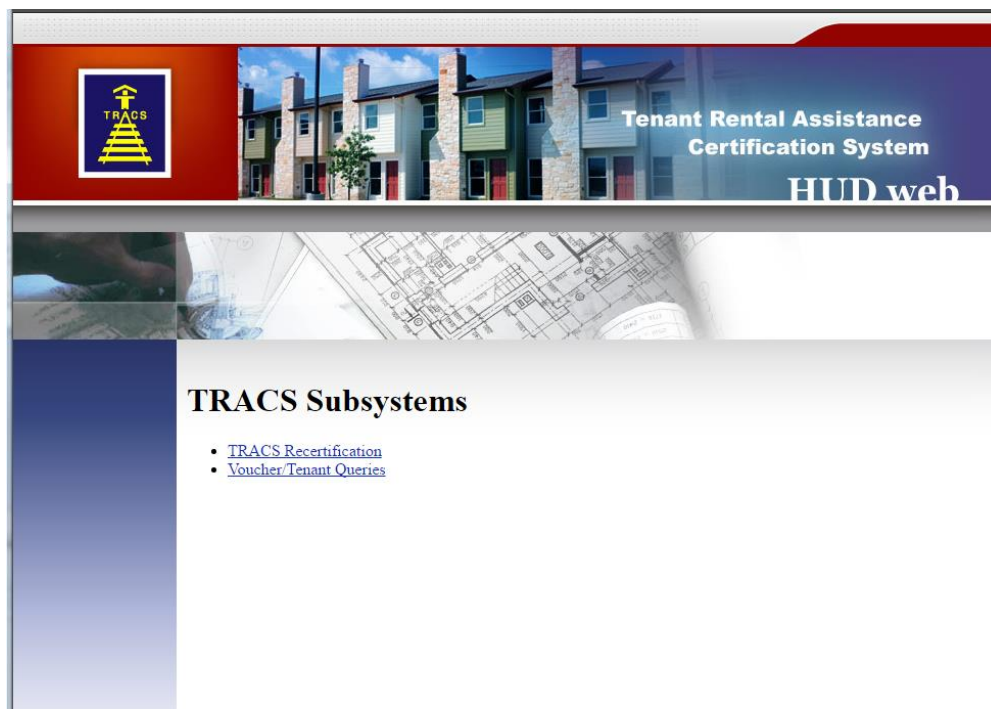 TRACS
Tenant Rental Assistance
Certification System
HUD web
TRACS Subsystems
TRACS Recertification
Voucher/Tenant Queries